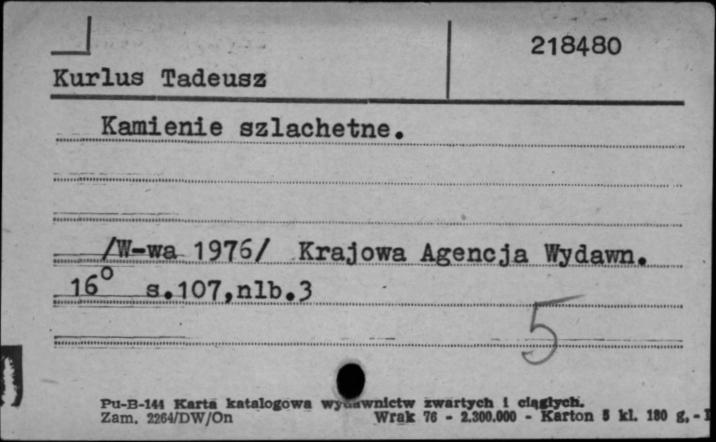 218480
Kurlus Tadeusz
Kamienie szlachetne.
/W-wa 1976/ Krajowa Agencja Wydawn.
16° s.107,nlb.3
5
Pu-B-144 Karta katalogowa wydawnictw zwartych i ciągłych.
Zam. 2264/DW/On Wrak 76 - 2.300.000 - Karton 5 kl. 180 g, -